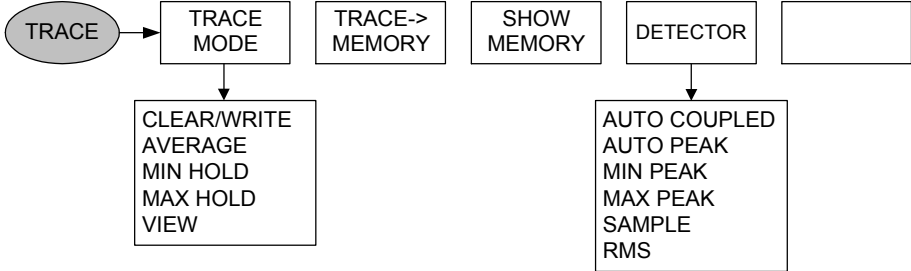 TRACE
TRACE
MODE
TRACE->
MEMORY
SHOW
MEMORY
DETECTOR
CLEAR/WRITE
AVERAGE
MIN HOLD
MAX HOLD
VIEW
AUTO COUPLED
AUTO PEAK
MIN PEAK
MAX PEAK
SAMPLE
RMS